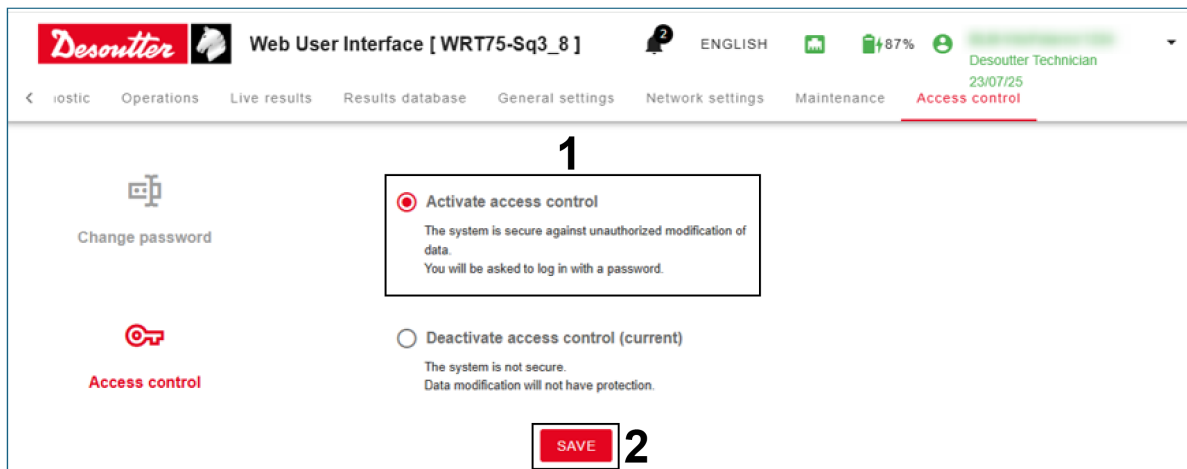 Desoutter Web User Interface [ WRT75-Sq3_8 ] 2 ENGLISH 87%
Desoutter Technician
23/07/25
nostic Operations Live results Results database General settings Network settings Maintenance Access control
1
Change password
Activate access control
The system is secure against unauthorized modification of
data.
You will be asked to log in with a password.
Access control
Deactivate access control (current)
The system is not secure.
Data modification will not have protection.
SAVE 2